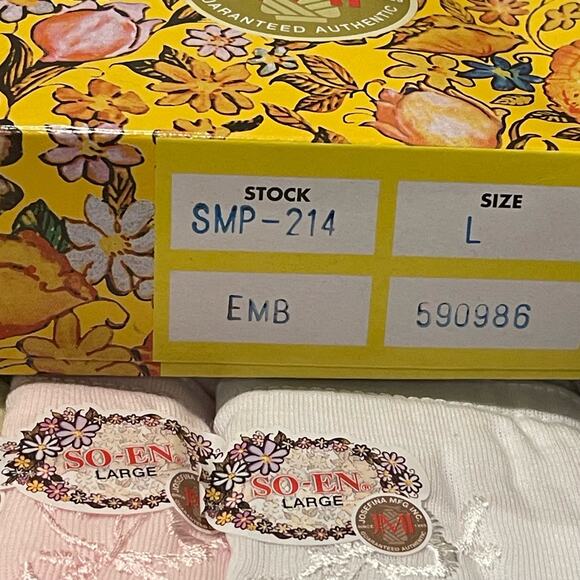 GUARANTEED AUTHENTIC
STOCK
SMP-214
SIZE
L
EMB
590986
SO-EN®
LARGE
SO-EN®
LARGE
JOSEFINA MFG INC.
SINCE
M
GUARANTEED AUTHENTIC